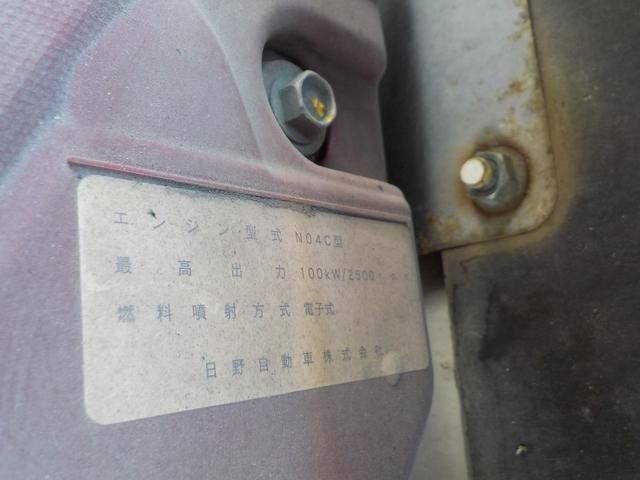 エンジン型式 N04C型
最高出力 100kW/2500
燃料噴射方式 電子式
日野自動車株式会社